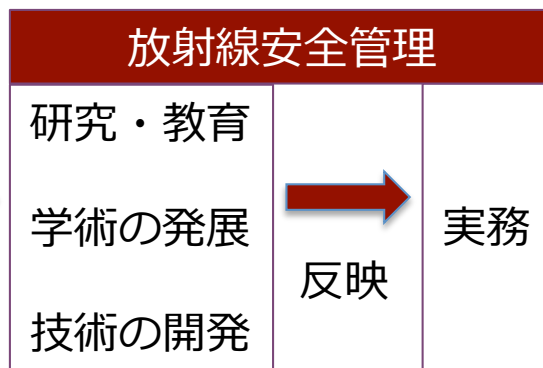 放射線安全管理
研究・教育
学術の発展
技術の開発
反映
実務